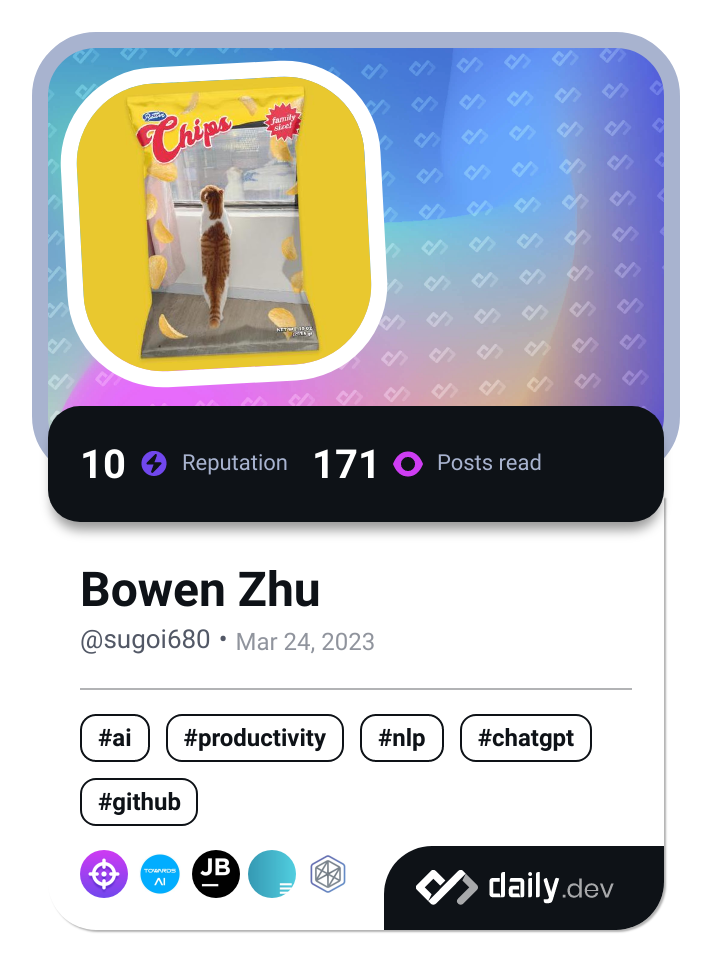 Chips
family
size!
10 Reputation 171 Posts read
Bowen Zhu
@sugoi680 • Mar 24, 2023
#ai #productivity #nlp #chatgpt
#github
TOWARDS
AI
JB
daily.dev